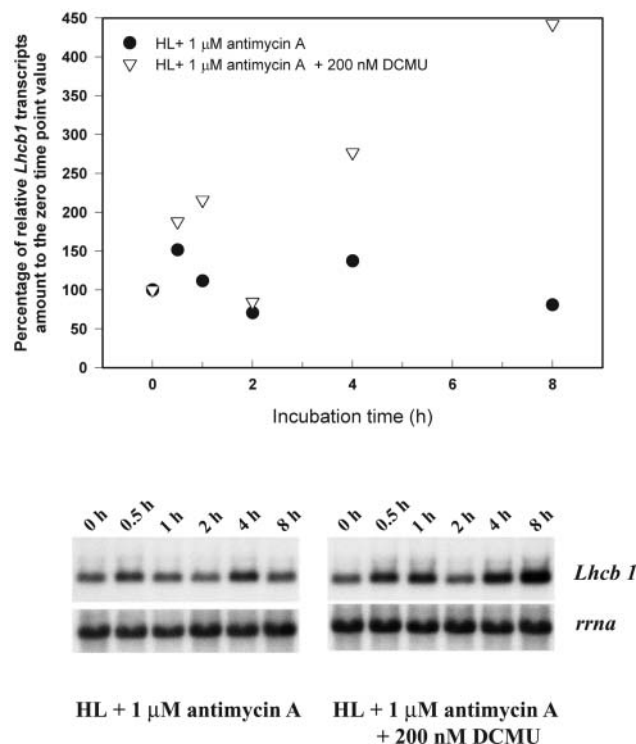 450
400
350
300
250
200
150
100
50
0
Percentage of relative Lhcb1 transcripts
amount to the zero time point value
HL+ 1 μM antimycin A
HL+ 1 μM antimycin A + 200 nM DCMU
0 2 4 6 8
Incubation time (h)
0 h 0.5 h 1 h 2 h 4 h 8 h 0 h 0.5 h 1 h 2 h 4 h 8 h
Lhcb 1
rrna
HL + 1 μM antimycin A HL + 1 μM antimycin A
+ 200 nM DCMU